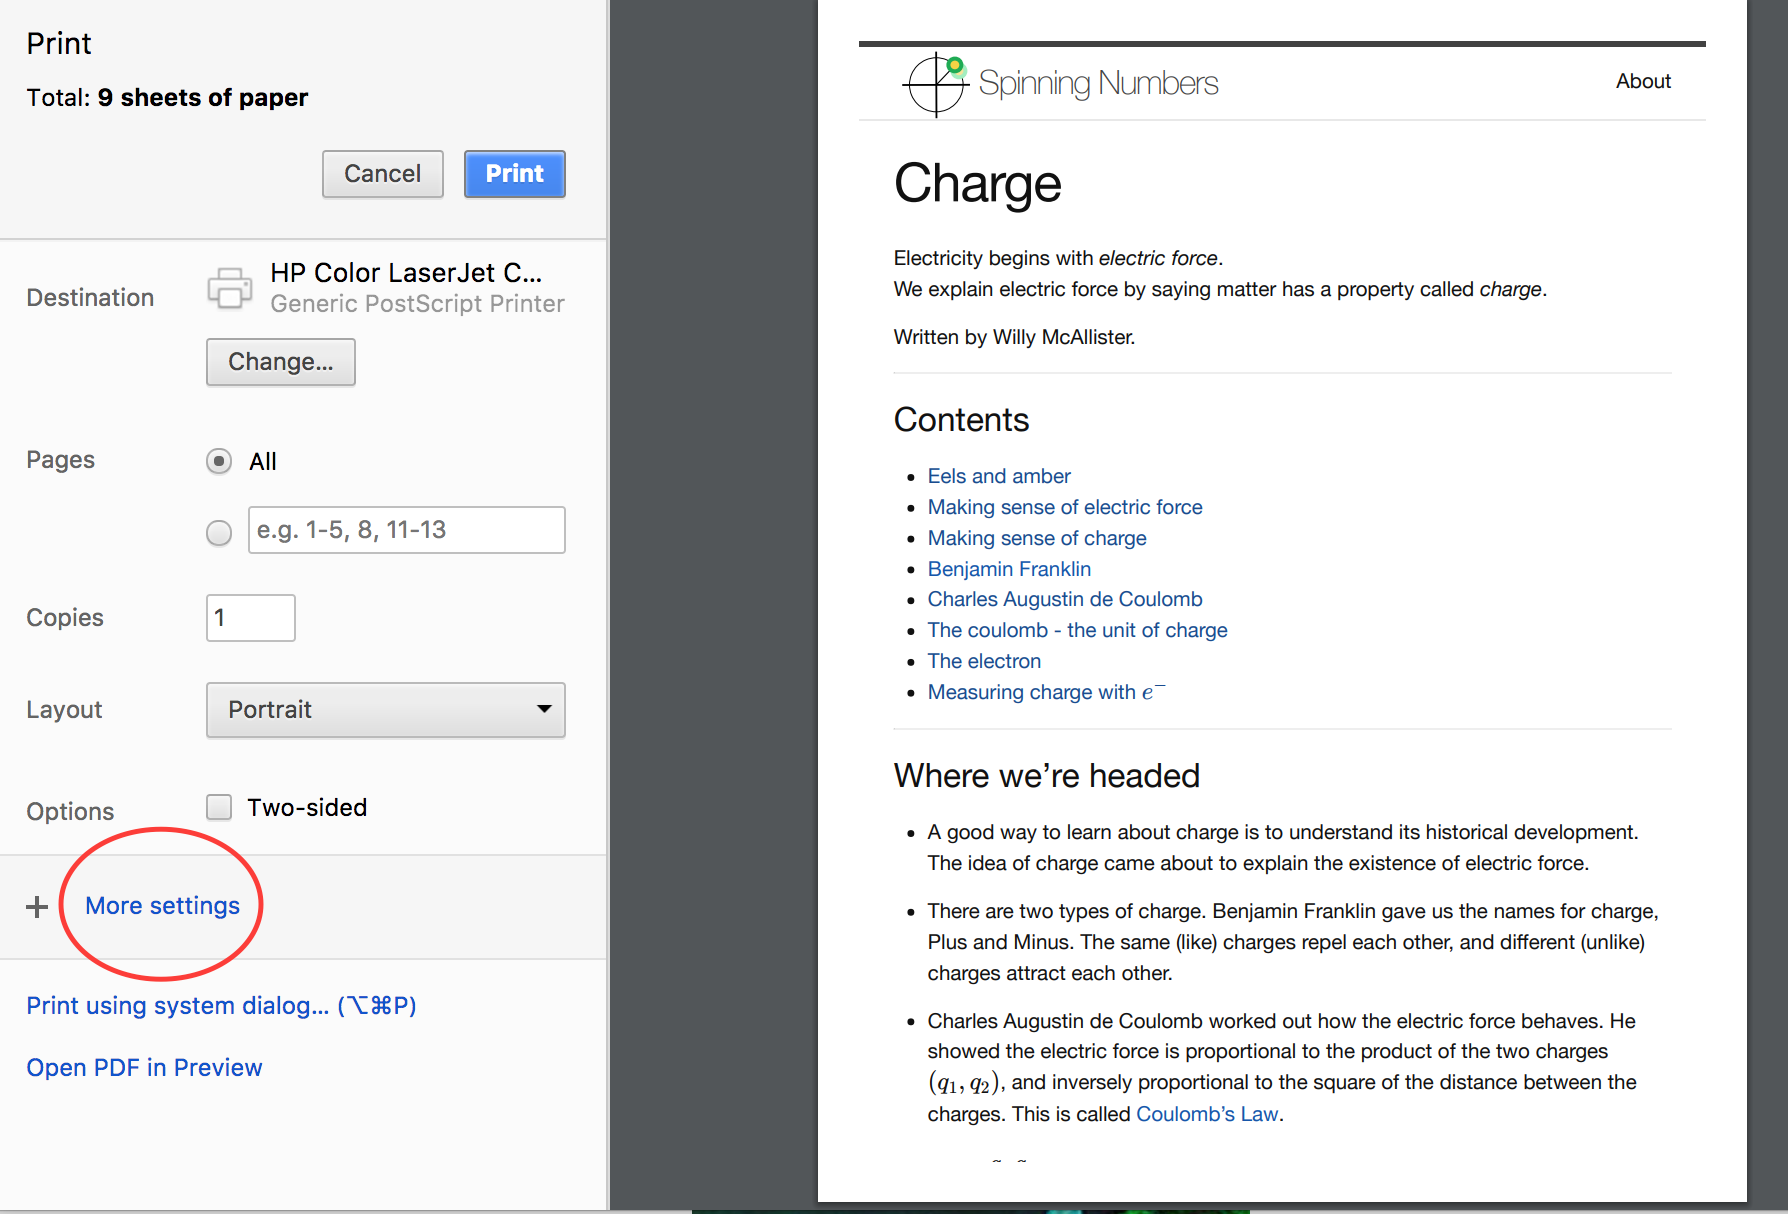 Print
Total: 9 sheets of paper
Cancel
Print
Destination
HP Color LaserJet C...
Generic PostScript Printer
Change...
Pages
All
e.g. 1-5, 8, 11-13
Copies
1
Layout
Portrait
Options
Two-sided
+ More settings
Print using system dialog... (⌥⌘P)
Open PDF in Preview
Spinning Numbers
About
Charge
Electricity begins with electric force.
We explain electric force by saying matter has a property called charge.
Written by Willy McAllister.
Contents
• Eels and amber
• Making sense of electric force
• Making sense of charge
• Benjamin Franklin
• Charles Augustin de Coulomb
• The coulomb - the unit of charge
• The electron
• Measuring charge with e⁻
Where we’re headed
• A good way to learn about charge is to understand its historical development.
The idea of charge came about to explain the existence of electric force.
• There are two types of charge. Benjamin Franklin gave us the names for charge,
Plus and Minus. The same (like) charges repel each other, and different (unlike)
charges attract each other.
• Charles Augustin de Coulomb worked out how the electric force behaves. He
showed the electric force is proportional to the product of the two charges
(q₁, q₂), and inversely proportional to the square of the distance between the
charges. This is called Coulomb’s Law.